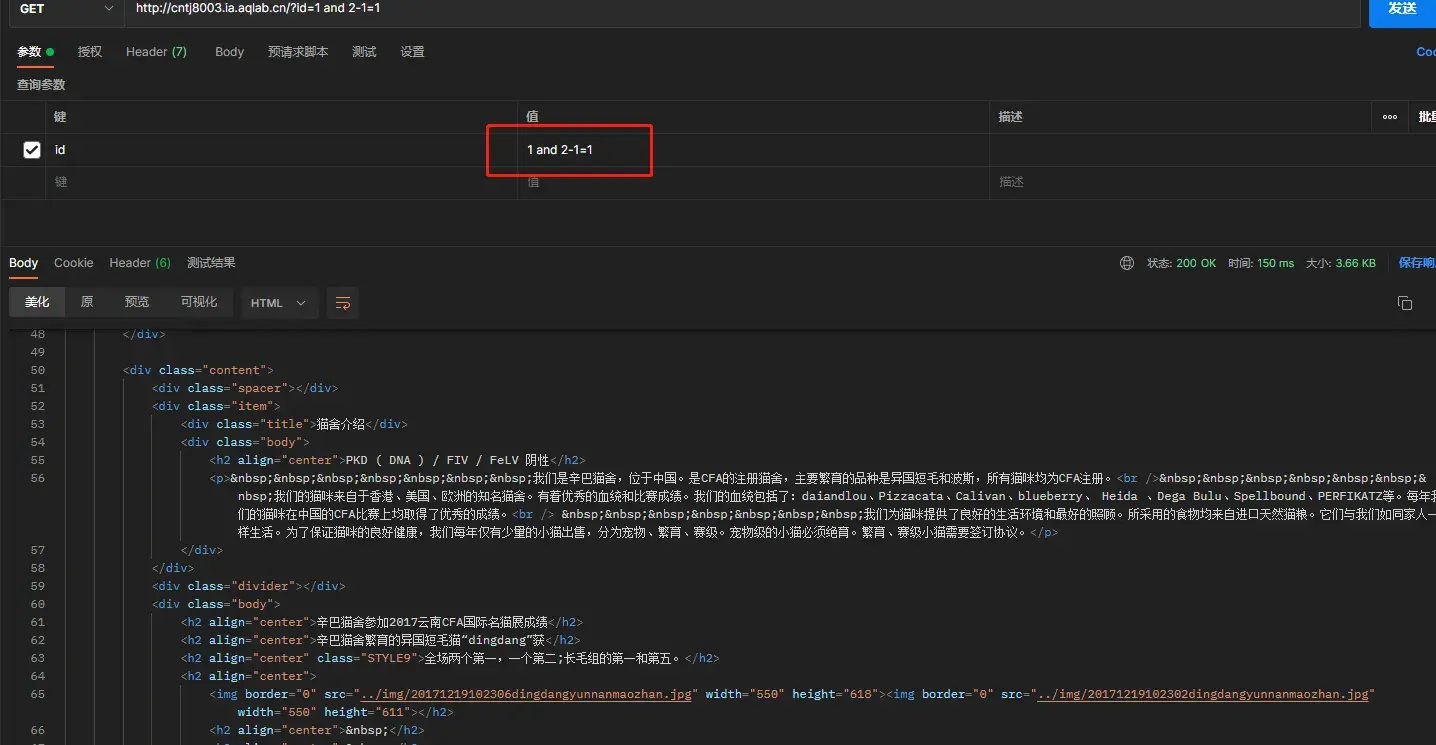 GET http://cntj8003.ia.aqlab.cn/?id=1 and 2-1=1 发送
参数 授权 Header (7) Body 预请求脚本 测试 设置 Coo
查询参数
键 值 描述 ooo 批量
id 1 and 2-1=1
键 值 描述
Body Cookie Header (6) 测试结果 状态: 200 OK 时间: 150 ms 大小: 3.66 KB 保存响
美化 原 预览 可视化 HTML
48 </div>
49
50 <div class="content">
51 <div class="spacer"></div>
52 <div class="item">
53 <div class="title">猫舍介绍</div>
54 <div class="body">
55 <h2 align="center">PKD ( DNA ) / FIV / FeLV 阴性</h2>
56 <p>&nbsp;&nbsp;&nbsp;&nbsp;&nbsp;&nbsp;我们是辛巴猫舍，位于中国。是CFA的注册猫舍，主要繁育的品种是异国短毛和波斯，所有猫咪均为CFA注册。<br />&nbsp;&nbsp;&nbsp;&nbsp;&nbsp;&
nbsp;我们的猫咪来自于香港、美国、欧洲的知名猫舍。有着优秀的血统和比赛成绩。我们的血统包括了: daiandlou、Pizzacata、Calivan、blueberry、 Heida 、Dega Bulu、Spellbound、PERFIKATZ等。每年我
们的猫咪在中国的CFA比赛上均取得了优秀的成绩。<br /> &nbsp;&nbsp;&nbsp;&nbsp;&nbsp;&nbsp;我们为猫咪提供了良好的生活环境和最好的照顾。所采用的食物均来自进口天然猫粮。它们与我们如同家人一
样生活。为了保证猫咪的良好健康，我们每年仅有少量的小猫出售，分为宠物、繁育、赛级。宠物级的小猫必须绝育。繁育、赛级小猫需要签订协议。</p>
57 </div>
58 </div>
59 <div class="divider"></div>
60 <div class="body">
61 <h2 align="center">辛巴猫舍参加2017云南CFA国际名猫展成绩</h2>
62 <h2 align="center">辛巴猫舍繁育的异国短毛猫“dingdang”获</h2>
63 <h2 align="center" class="STYLE9">全场两个第一，一个第二;长毛组的第一和第五。</h2>
64 <h2 align="center">
65 <img border="0" src="../img/20171219102306dingdangyunnanmaozhan.jpg" width="550" height="618"><img border="0" src="../img/20171219102302dingdangyunnanmaozhan.jpg"
width="550" height="611"></h2>
66 <h2 align="center">&nbsp;</h2>